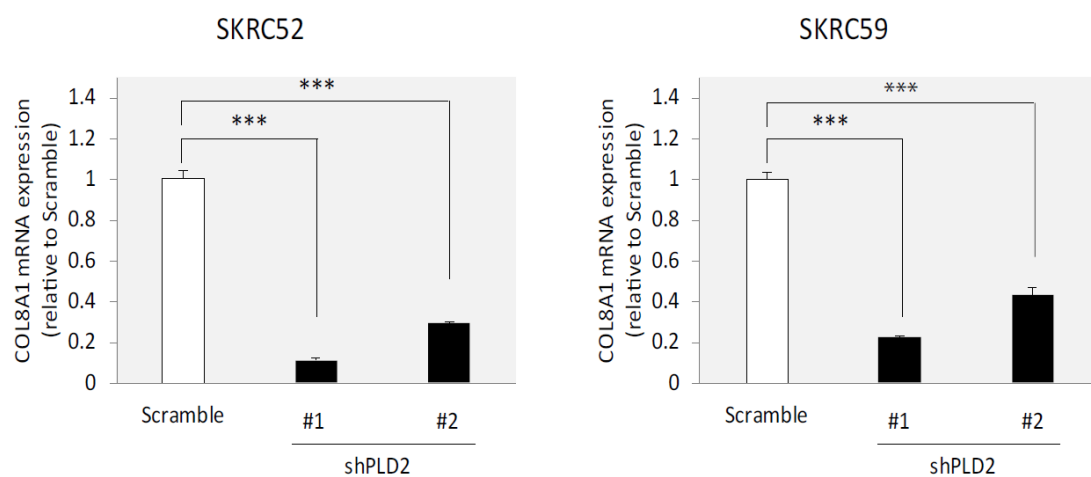 SKRC52
COL8A1 mRNA expression
(relative to Scramble)
1.4
1.2
1
0.8
0.6
0.4
0.2
0
***
***
Scramble
#1
#2
shPLD2
SKRC59
COL8A1 mRNA expression
(relative to Scramble)
1.4
1.2
1
0.8
0.6
0.4
0.2
0
***
***
Scramble
#1
#2
shPLD2